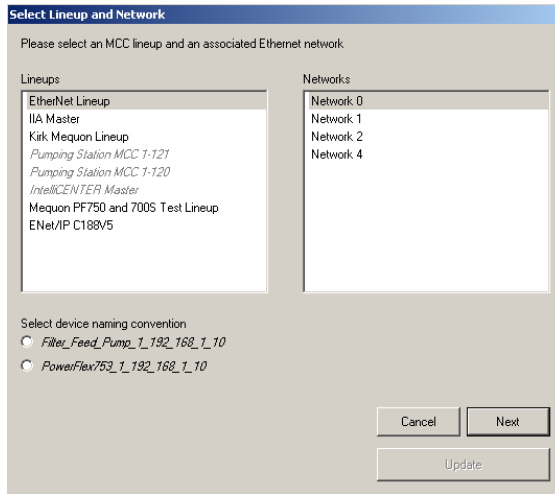 Select Lineup and Network
Please select an MCC lineup and an associated Ethernet network
Lineups
EtherNet Lineup
IIA Master
Kirk Mequon Lineup
Pumping Station MCC 1-121
Pumping Station MCC 1-120
IntelliCENTER Master
Mequon PF750 and 700S Test Lineup
ENet/IP C188V5
Networks
Network 0
Network 1
Network 2
Network 4
Select device naming convention
Filter_Feed_Pump_1_192_168_1_10
PowerFlex753_1_192_168_1_10
Cancel
Next
Update